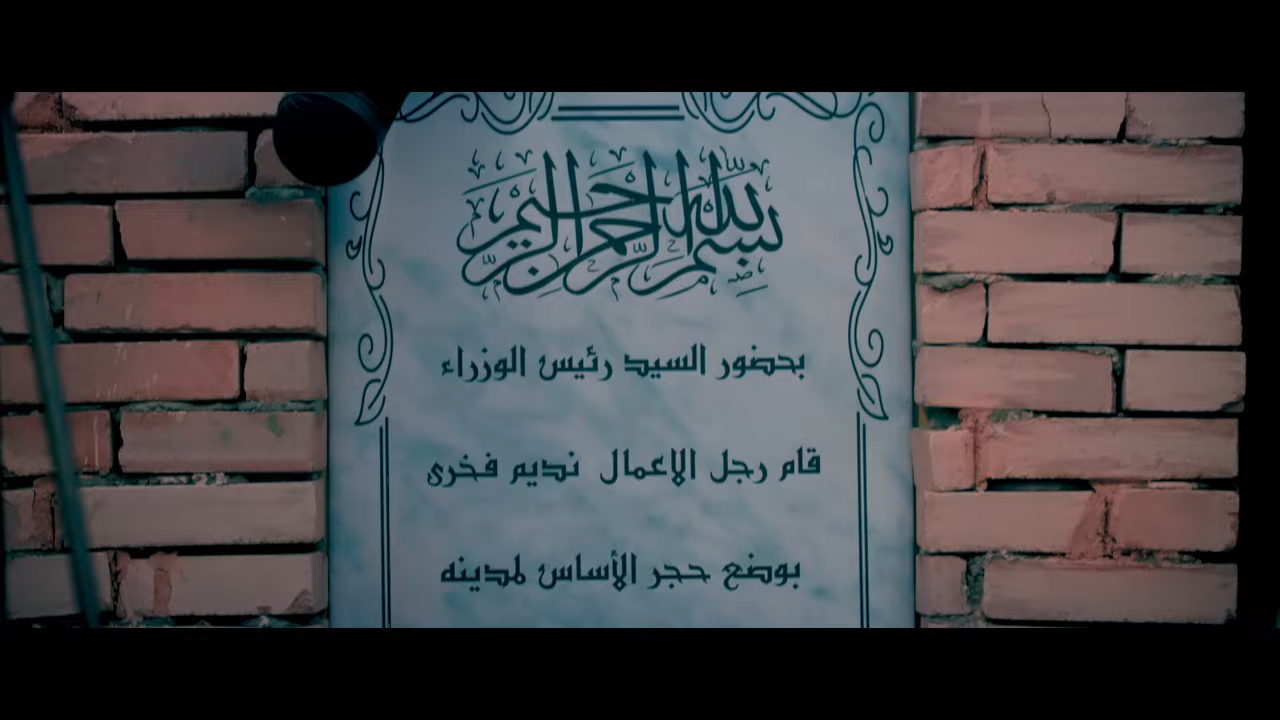 بسم الله الرحمن الرحيم
بحضور السيد رئيس الوزراء
قام رجل الاعمال نديم فخرى
بوضع حجر الأساس لمدينه